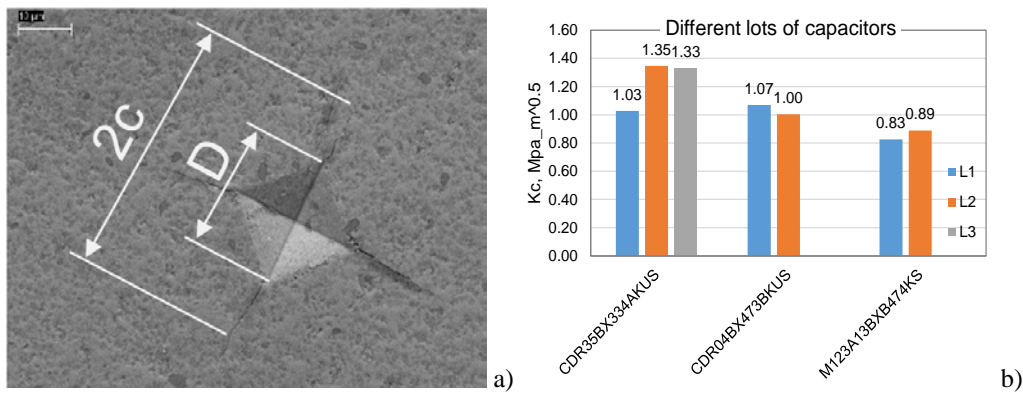 10 µm
2c
D
a)
Different lots of capacitors
Kc, Mpa_m^0.5
1.60
1.40
1.20
1.00
0.80
0.60
0.40
0.20
0.00
1.03
1.35
1.33
1.07
1.00
0.83
0.89
L1
L2
L3
CDR35BX334AKUS
CDR04BX473BKUS
M123A13BXB474KS
b)